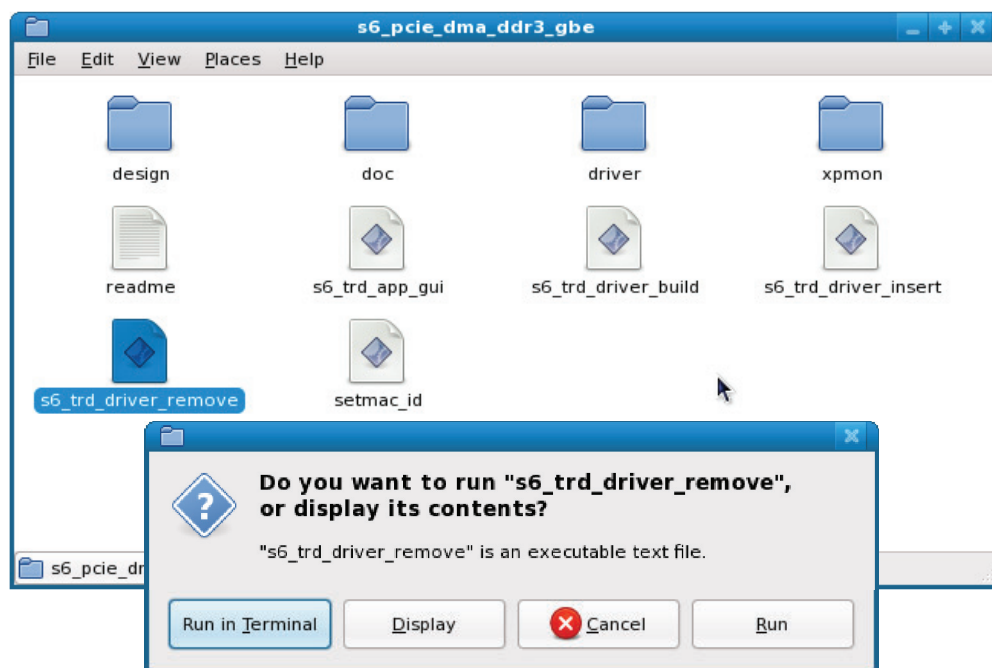 s6_pcie_dma_ddr3_gbe
File Edit View Places Help
design doc driver xpmon
readme s6_trd_app_gui s6_trd_driver_build s6_trd_driver_insert
s6_trd_driver_remove setmac_id
Do you want to run "s6_trd_driver_remove",
or display its contents?
"s6_trd_driver_remove" is an executable text file.
s6_pcie_dr
Run in Terminal Display Cancel Run